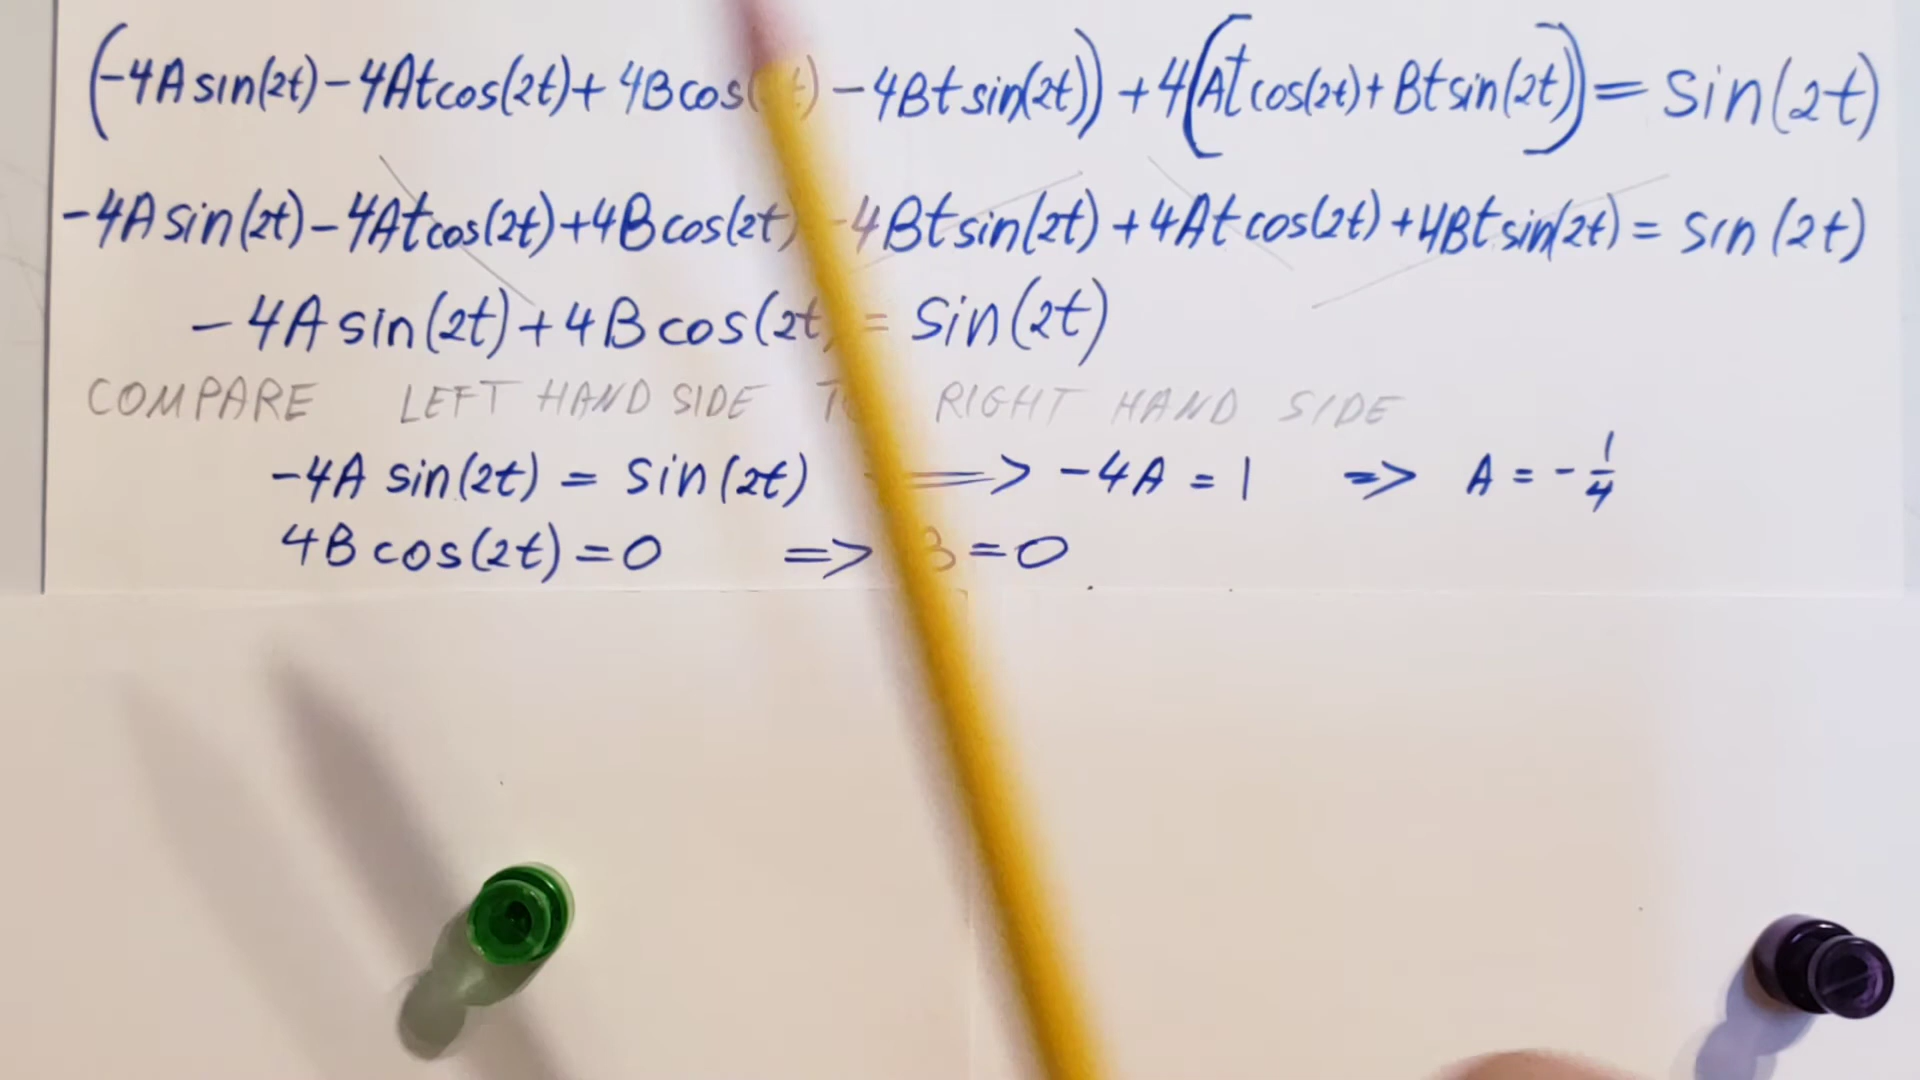 (-4A sin(2t) - 4At cos(2t) + 4B cos(2t) - 4Bt sin(2t)) + 4[At cos(2t) + Bt sin(2t)] = sin(2t)
-4A sin(2t) - 4At cos(2t) + 4B cos(2t) - 4Bt sin(2t) + 4At cos(2t) + 4Bt sin(2t) = sin(2t)
-4A sin(2t) + 4B cos(2t) = sin(2t)
COMPARE LEFT HAND SIDE TO RIGHT HAND SIDE
-4A sin(2t) = sin(2t) => -4A = 1 => A = -1/4
4B cos(2t) = 0 => B = 0